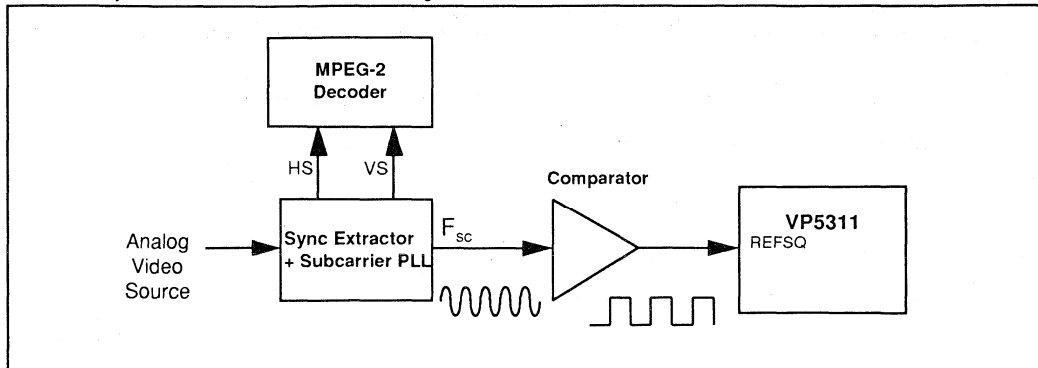 MPEG-2
Decoder
HS
VS
Comparator
VP5311
REFSQ
Analog
Video
Source
Sync Extractor
+ Subcarrier PLL
Fsc